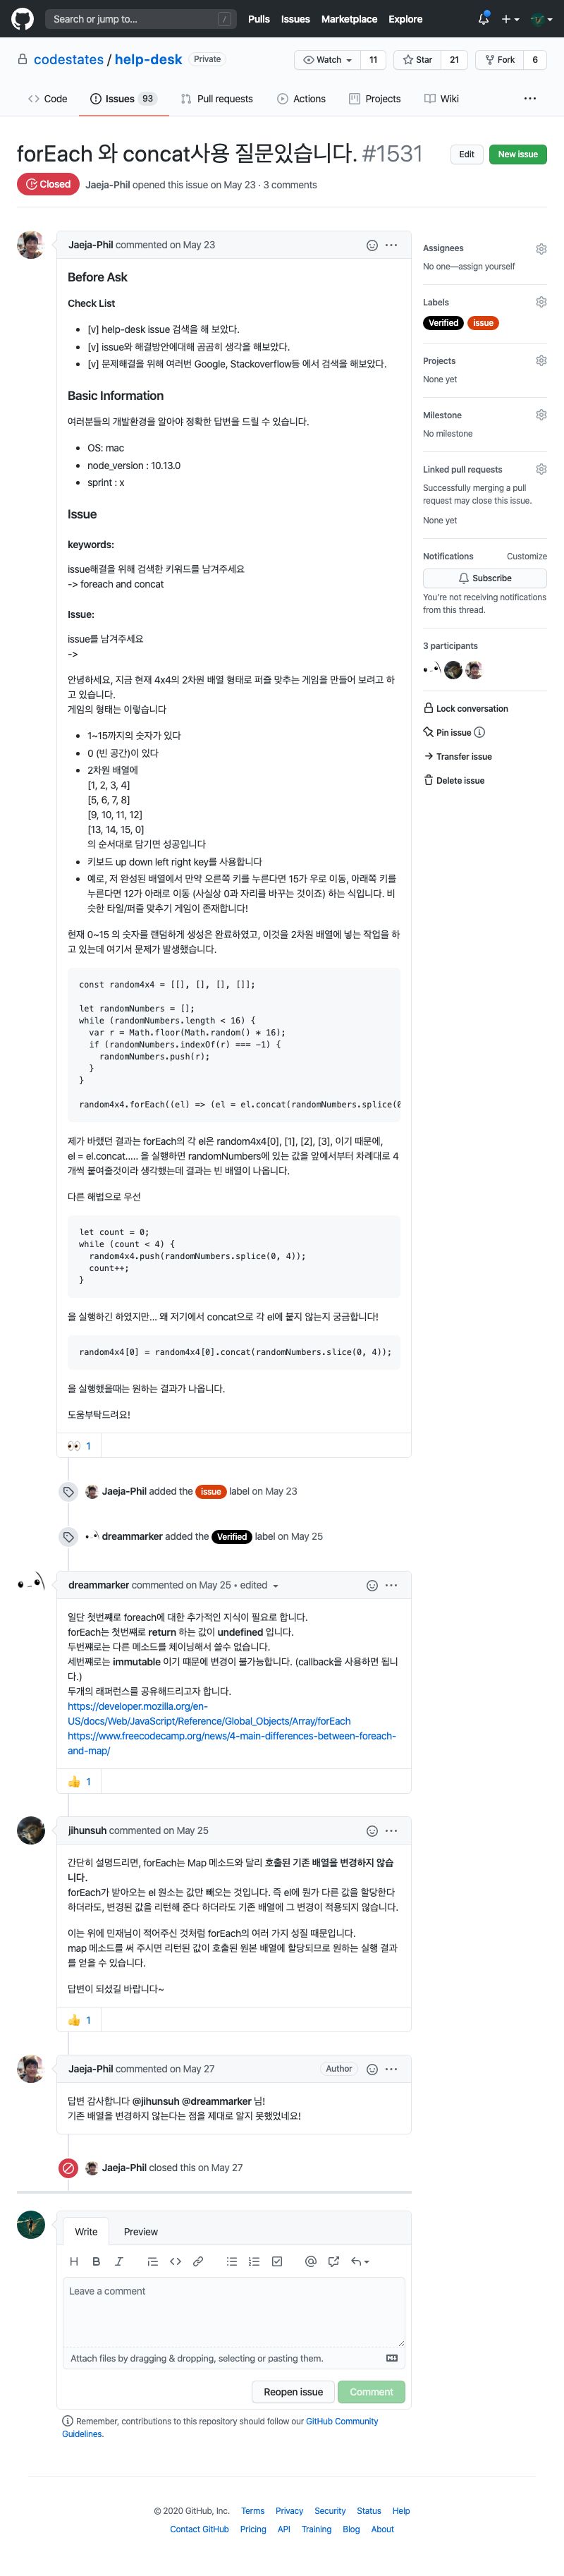 Search or jump to... /
Pulls Issues Marketplace Explore
codestates / help-desk Private
Watch 11 Star 21 Fork 6
Code Issues 93 Pull requests Actions Projects Wiki ...
forEach 와 concat사용 질문있습니다. #1531
Edit New issue
Closed Jaeja-Phil opened this issue on May 23 · 3 comments
Jaeja-Phil commented on May 23
Before Ask
Check List
• [v] help-desk issue 검색을 해 보았다.
• [v] issue와 해결방안에대해 곰곰히 생각을 해보았다.
• [v] 문제해결을 위해 여러번 Google, Stackoverflow등 에서 검색을 해보았다.
Basic Information
여러분들의 개발환경을 알아야 정확한 답변을 드릴 수 있습니다.
• OS: mac
• node_version : 10.13.0
• sprint : x
Issue
keywords:
issue해결을 위해 검색한 키워드를 남겨주세요
-> foreach and concat
Issue:
issue를 남겨주세요
->
안녕하세요, 지금 현재 4x4의 2차원 배열 형태로 퍼즐 맞추는 게임을 만들어 보려고 하
고 있습니다.
게임의 형태는 이렇습니다
• 1~15까지의 숫자가 있다
• 0 (빈 공간)이 있다
• 2차원 배열에
[1, 2, 3, 4]
[5, 6, 7, 8]
[9, 10, 11, 12]
[13, 14, 15, 0]
의 순서대로 담기면 성공입니다
• 키보드 up down left right key를 사용합니다
• 예로, 저 완성된 배열에서 만약 오른쪽 키를 누른다면 15가 우로 이동, 아래쪽 키를
누른다면 12가 아래로 이동 (사실상 0과 자리를 바꾸는 것이죠) 하는 식입니다. 비
슷한 타일/퍼즐 맞추기 게임이 존재합니다!
현재 0~15 의 숫자를 랜덤하게 생성은 완료하였고, 이것을 2차원 배열에 넣는 작업을 하
고 있는데 여기서 문제가 발생했습니다.
const random4x4 = [[], [], [], []];
let randomNumbers = [];
while (randomNumbers.length < 16) {
var r = Math.floor(Math.random() * 16);
if (randomNumbers.indexOf(r) === -1) {
randomNumbers.push(r);
}
}
random4x4.forEach((el) => (el = el.concat(randomNumbers.splice(0
제가 바랬던 결과는 forEach의 각 el은 random4x4[0], [1], [2], [3], 이기 때문에,
el = el.concat..... 을 실행하면 randomNumbers에 있는 값을 앞에서부터 차례대로 4
개씩 붙여줄것이라 생각했는데 결과는 빈 배열이 나옵니다.
다른 해법으로 우선
let count = 0;
while (count < 4) {
random4x4.push(randomNumbers.splice(0, 4));
count++;
}
을 실행하긴 하였지만... 왜 저기에서 concat으로 각 el에 붙지 않는지 궁금합니다!
random4x4[0] = random4x4[0].concat(randomNumbers.slice(0, 4));
을 실행했을때는 원하는 결과가 나옵니다.
도움부탁드려요!
👀 1
Jaeja-Phil added the issue label on May 23
dreammarker added the Verified label on May 25
dreammarker commented on May 25 • edited
일단 첫번째로 foreach에 대한 추가적인 지식이 필요로 합니다.
forEach는 첫번째로 return 하는 값이 undefined 입니다.
두번째로는 다른 메소드를 체이닝해서 쓸수 없습니다.
세번째로는 immutable 이기 때문에 변경이 불가능합니다. (callback을 사용하면 됩니
다.)
두개의 래퍼런스를 공유해드리고자 합니다.
https://developer.mozilla.org/en-
US/docs/Web/JavaScript/Reference/Global_Objects/Array/forEach
https://www.freecodecamp.org/news/4-main-differences-between-foreach-
and-map/
👍 1
jihunsuh commented on May 25
간단히 설명드리면, forEach는 Map 메소드와 달리 호출된 기존 배열을 변경하지 않습
니다.
forEach가 받아오는 el 원소는 값만 빼오는 것입니다. 즉 el에 뭔가 다른 값을 할당한다
하더라도, 변경된 값을 리턴해 준다 하더라도 기존 배열에 그 변경이 적용되지 않습니다.
이는 위에 민재님이 적어주신 것처럼 forEach의 여러 가지 성질 때문입니다.
map 메소드를 써 주시면 리턴된 값이 호출된 원본 배열에 할당되므로 원하는 실행 결과
를 얻을 수 있습니다.
답변이 되셨길 바랍니다~
👍 1
Jaeja-Phil commented on May 27 Author
답변 감사합니다 @jihunsuh @dreammarker 님!
기존 배열을 변경하지 않는다는 점을 제대로 알지 못했었네요!
Jaeja-Phil closed this on May 27
Write Preview
Leave a comment
Attach files by dragging & dropping, selecting or pasting them.
Reopen issue Comment
Remember, contributions to this repository should follow our GitHub Community
Guidelines.
Assignees
No one—assign yourself
Labels
Verified issue
Projects
None yet
Milestone
No milestone
Linked pull requests
Successfully merging a pull
request may close this issue.
None yet
Notifications Customize
Subscribe
You're not receiving notifications
from this thread.
3 participants
Lock conversation
Pin issue
Transfer issue
Delete issue
© 2020 GitHub, Inc. Terms Privacy Security Status Help
Contact GitHub Pricing API Training Blog About